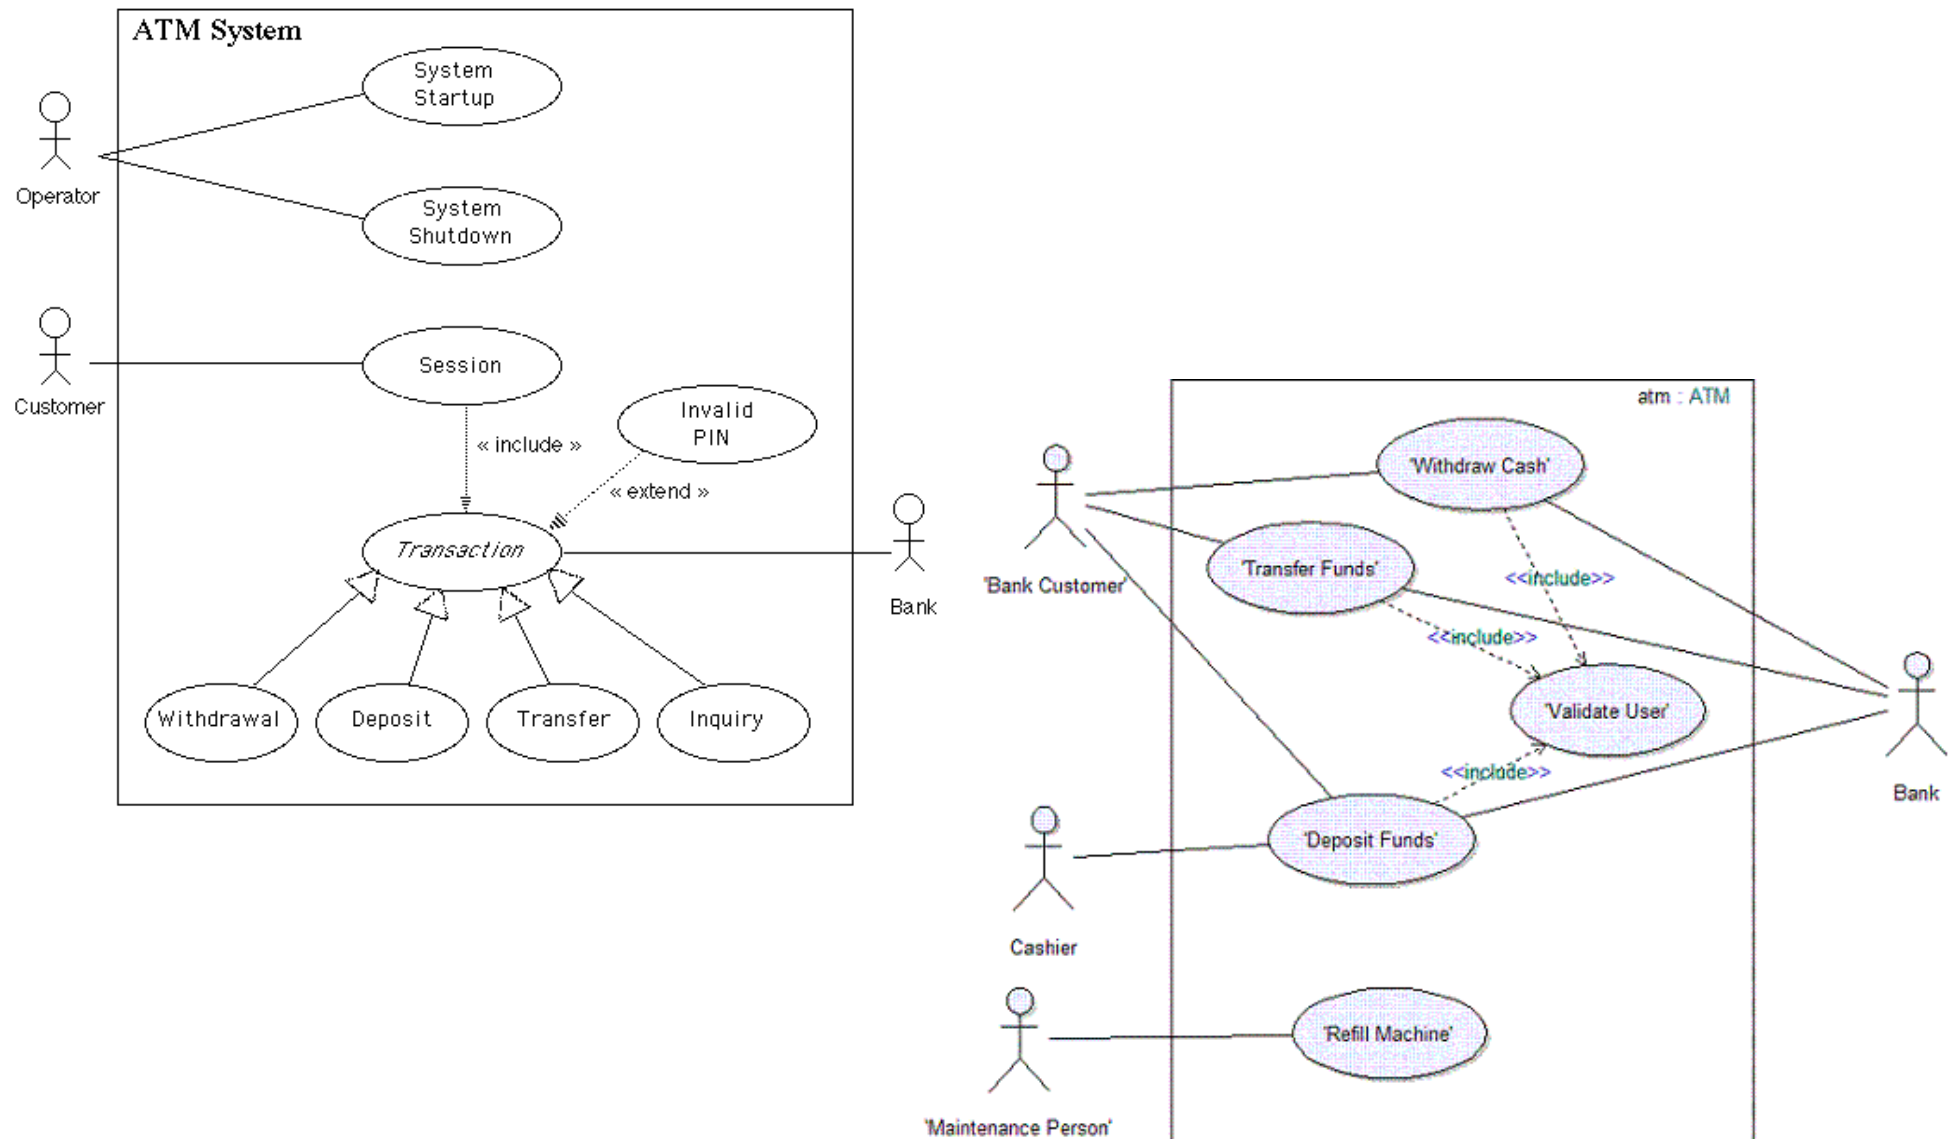 ATM System
System
Startup
Operator
System
Shutdown
Session
Customer
« include »
Invalid
PIN
« extend »
Transaction
Bank
Withdrawal
Deposit
Transfer
Inquiry
atm : ATM
'Withdraw Cash'
'Transfer Funds'
'Bank Customer'
<<include>>
<<include>>
'Validate User'
<<include>>
Bank
'Deposit Funds'
Cashier
'Refill Machine'
'Maintenance Person'